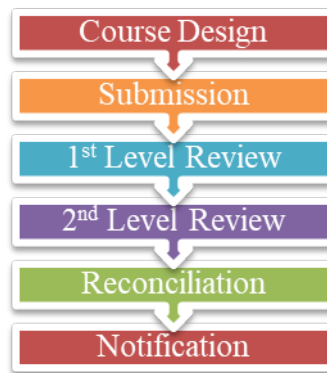 Course Design
Submission
1st Level Review
2nd Level Review
Reconciliation
Notification